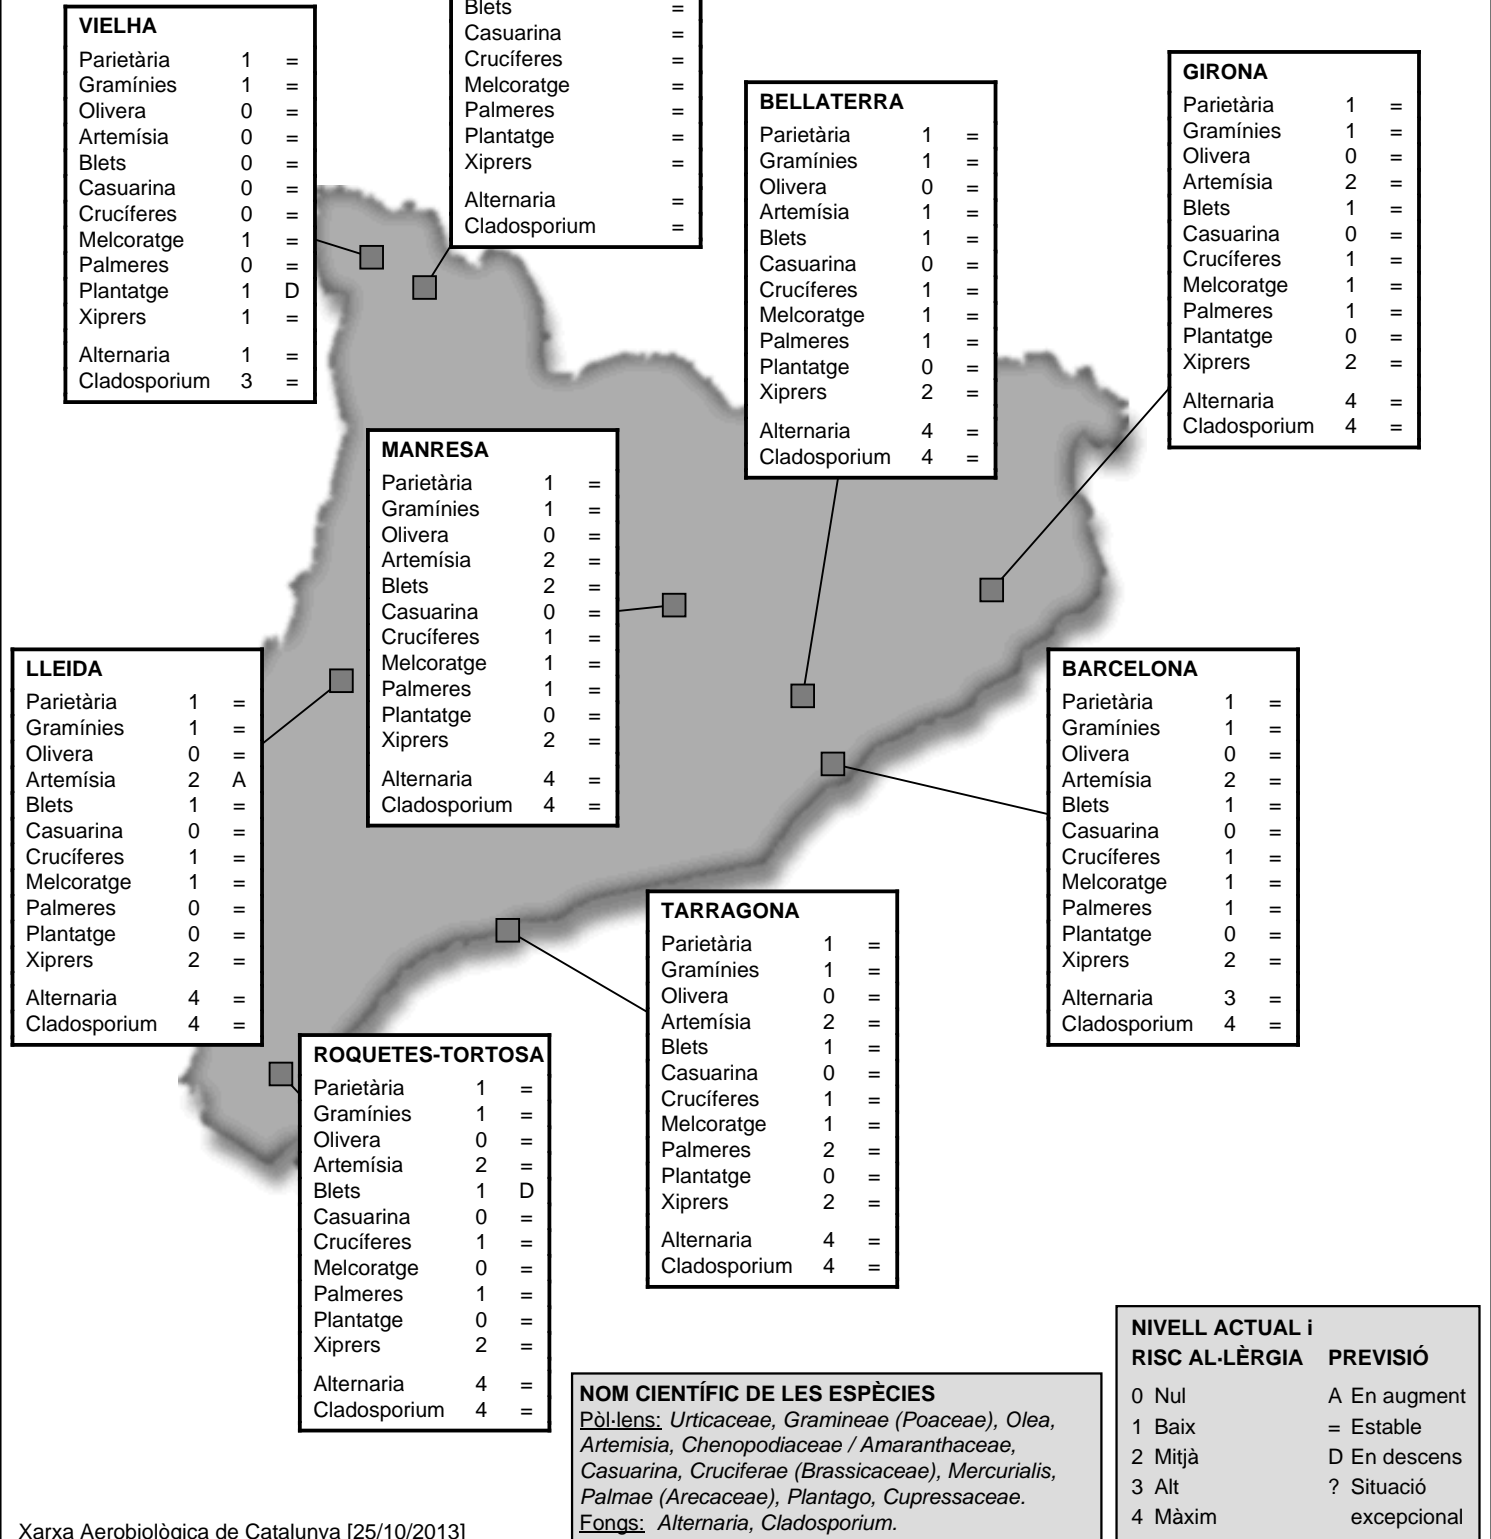 VIELHA
Parietària 1 =
Gramínies 1 =
Olivera 0 =
Artemísia 0 =
Blets 0 =
Casuarina 0 =
Crucíferes 0 =
Melcoratge 1 =
Palmeres 0 =
Plantatge 1 D
Xiprers 1 =
Alternaria 1 =
Cladosporium 3 =
Blets =
Casuarina =
Crucíferes =
Melcoratge =
Palmeres =
Plantatge =
Xiprers =
Alternaria =
Cladosporium =
BELLATERRA
Parietària 1 =
Gramínies 1 =
Olivera 0 =
Artemísia 1 =
Blets 1 =
Casuarina 0 =
Crucíferes 1 =
Melcoratge 1 =
Palmeres 1 =
Plantatge 0 =
Xiprers 2 =
Alternaria 4 =
Cladosporium 4 =
GIRONA
Parietària 1 =
Gramínies 1 =
Olivera 0 =
Artemísia 2 =
Blets 1 =
Casuarina 0 =
Crucíferes 1 =
Melcoratge 1 =
Palmeres 1 =
Plantatge 0 =
Xiprers 2 =
Alternaria 4 =
Cladosporium 4 =
MANRESA
Parietària 1 =
Gramínies 1 =
Olivera 0 =
Artemísia 2 =
Blets 2 =
Casuarina 0 =
Crucíferes 1 =
Melcoratge 1 =
Palmeres 1 =
Plantatge 0 =
Xiprers 2 =
Alternaria 4 =
Cladosporium 4 =
LLEIDA
Parietària 1 =
Gramínies 1 =
Olivera 0 =
Artemísia 2 A
Blets 1 =
Casuarina 0 =
Crucíferes 1 =
Melcoratge 1 =
Palmeres 0 =
Plantatge 0 =
Xiprers 2 =
Alternaria 4 =
Cladosporium 4 =
BARCELONA
Parietària 1 =
Gramínies 1 =
Olivera 0 =
Artemísia 2 =
Blets 1 =
Casuarina 0 =
Crucíferes 1 =
Melcoratge 1 =
Palmeres 1 =
Plantatge 0 =
Xiprers 2 =
Alternaria 3 =
Cladosporium 4 =
TARRAGONA
Parietària 1 =
Gramínies 1 =
Olivera 0 =
Artemísia 2 =
Blets 1 =
Casuarina 0 =
Crucíferes 1 =
Melcoratge 1 =
Palmeres 2 =
Plantatge 0 =
Xiprers 2 =
Alternaria 4 =
Cladosporium 4 =
ROQUETES-TORTOSA
Parietària 1 =
Gramínies 1 =
Olivera 0 =
Artemísia 2 =
Blets 1 D
Casuarina 0 =
Crucíferes 1 =
Melcoratge 0 =
Palmeres 1 =
Plantatge 0 =
Xiprers 2 =
Alternaria 4 =
Cladosporium 4 =
NOM CIENTÍFIC DE LES ESPÈCIES
Pòl·lens: Urticaceae, Gramineae (Poaceae), Olea,
Artemisia, Chenopodiaceae / Amaranthaceae,
Casuarina, Cruciferae (Brassicaceae), Mercurialis,
Palmae (Arecaceae), Plantago, Cupressaceae.
Fongs: Alternaria, Cladosporium.
NIVELL ACTUAL i
RISC AL·LÈRGIA PREVISIÓ
0 Nul A En augment
1 Baix = Estable
2 Mitjà D En descens
3 Alt ? Situació
4 Màxim excepcional
Xarxa Aerobiològica de Catalunya [25/10/2013]